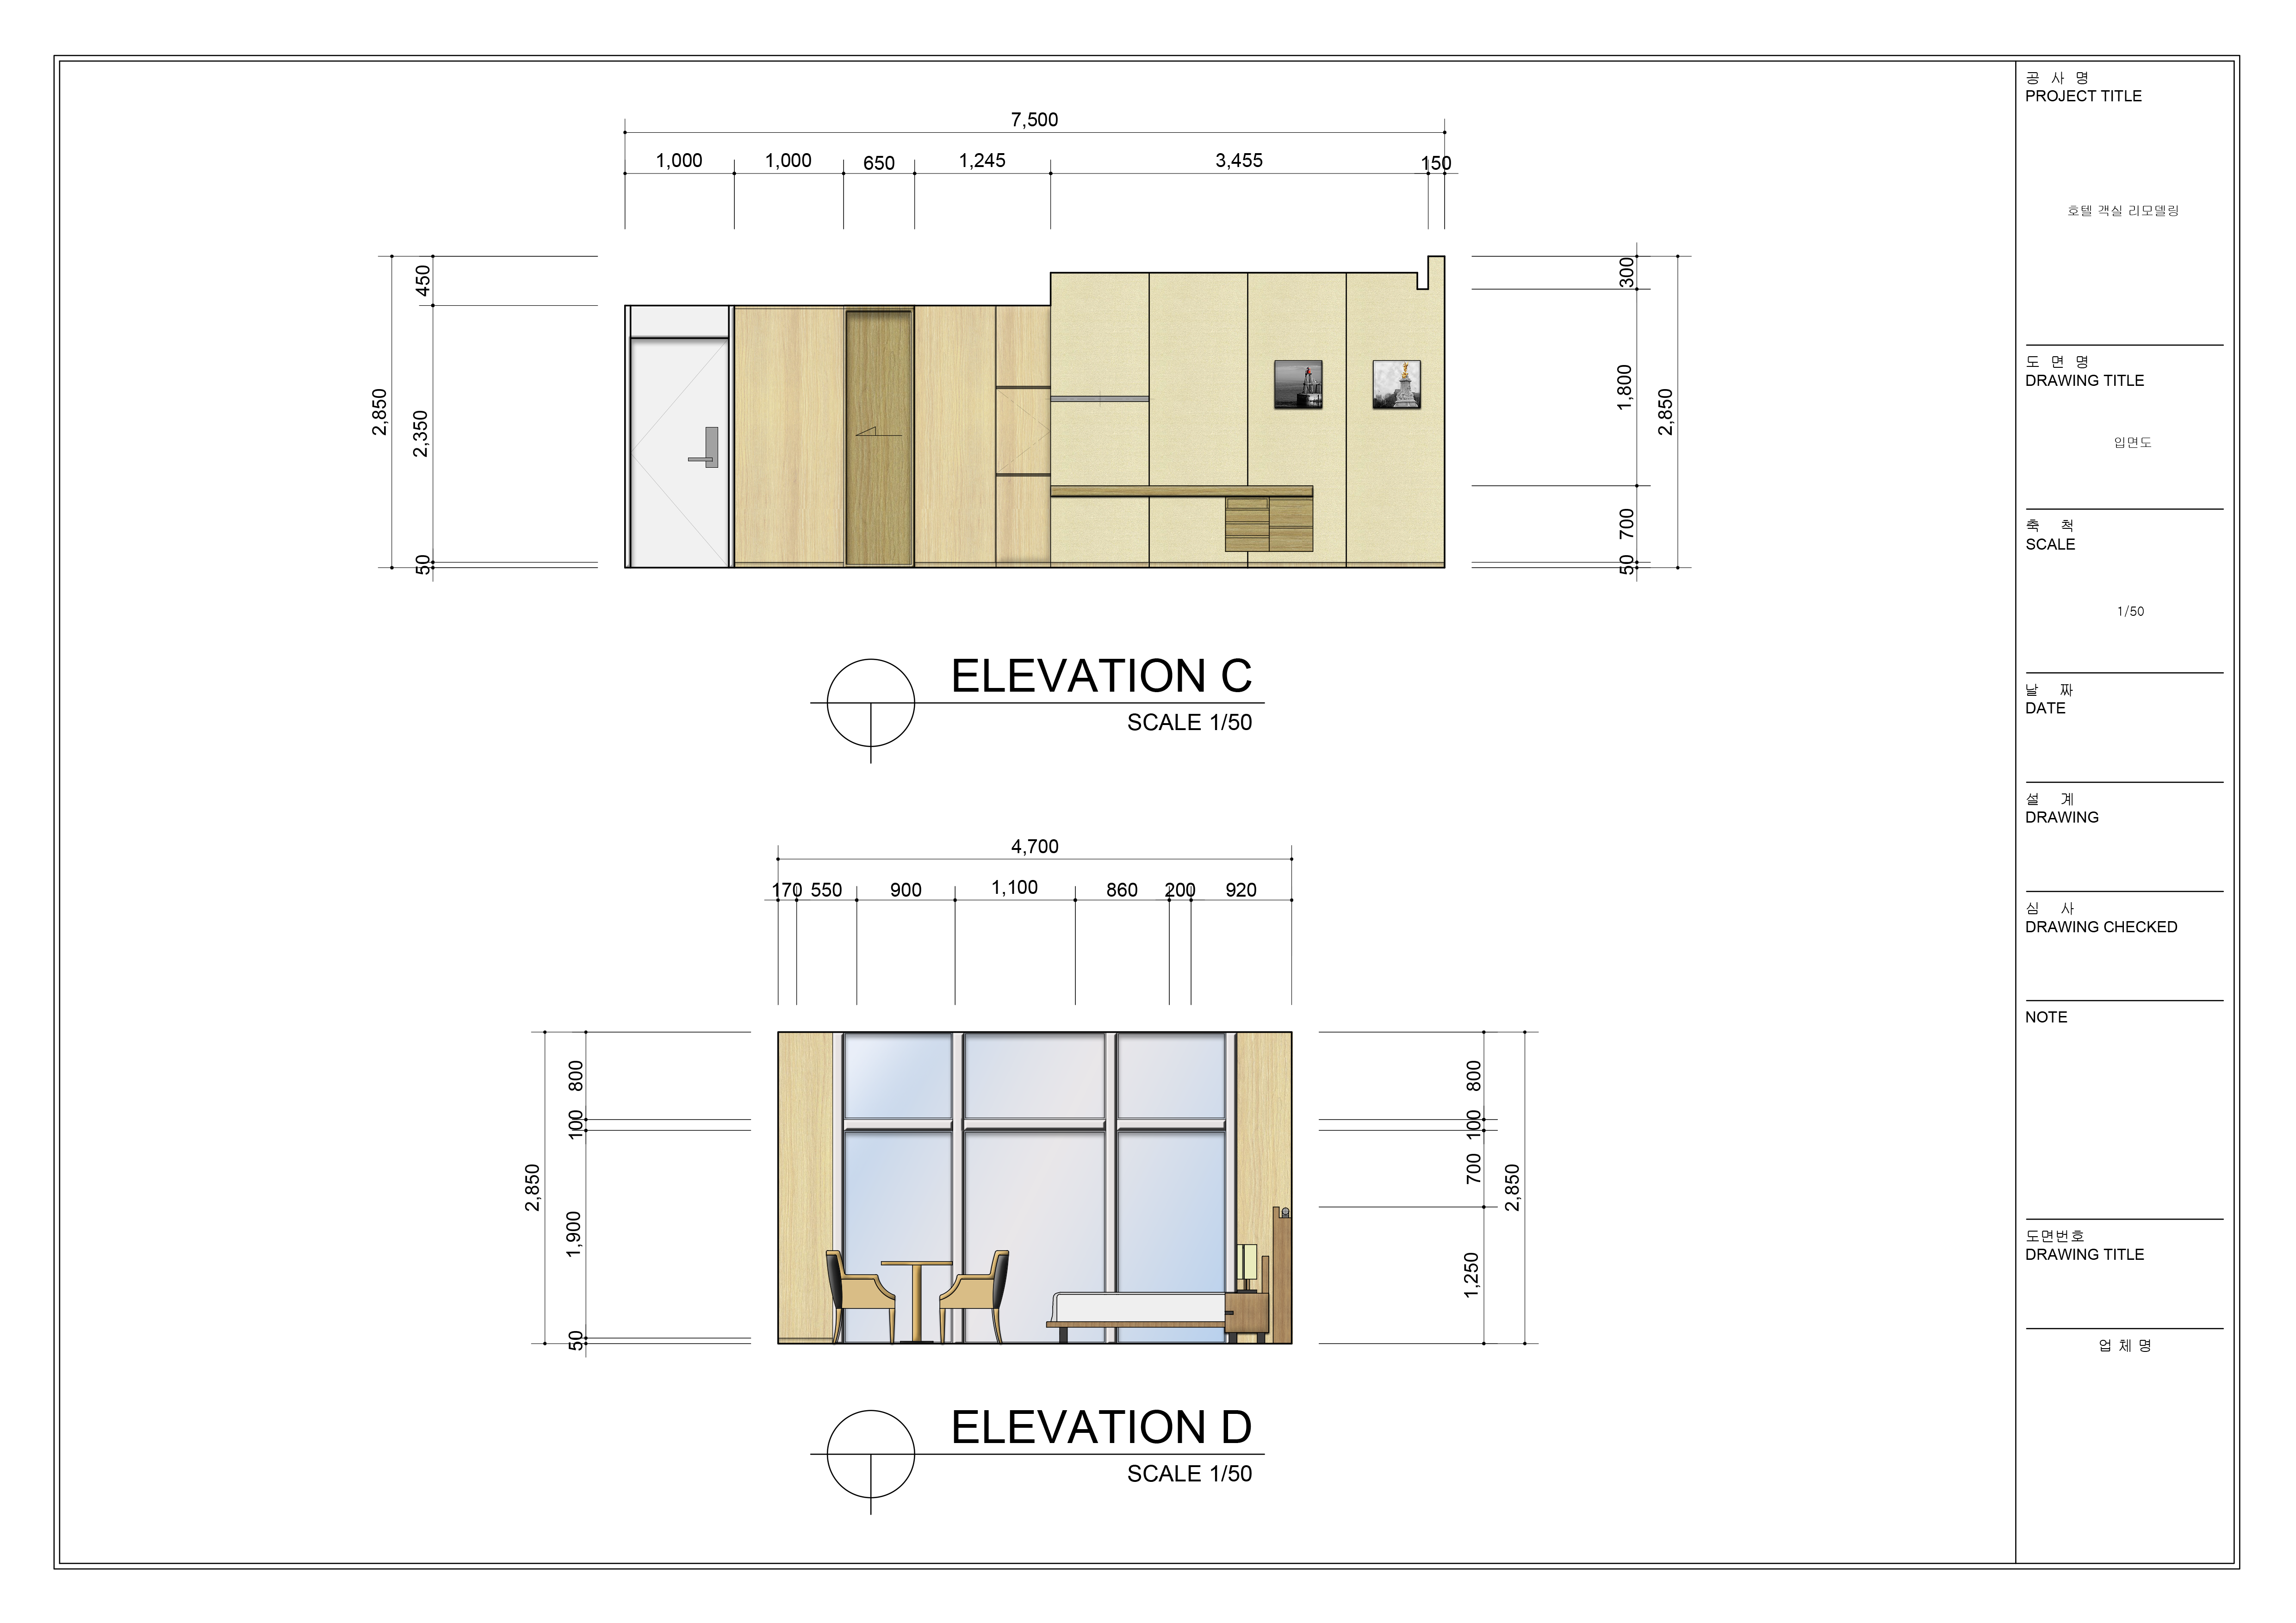 7,500
1,000 1,000 650 1,245 3,455 150
2,850
450
2,350
50
300
1,800
700
50
2,850
ELEVATION C
SCALE 1/50
4,700
170 550 900 1,100 860 200 920
2,850
800
100
1,900
50
800
100
700
1,250
2,850
ELEVATION D
SCALE 1/50
공 사 명
PROJECT TITLE
호텔 객실 리모델링
도 면 명
DRAWING TITLE
입면도
축 척
SCALE
1/50
날 짜
DATE
설 계
DRAWING
심 사
DRAWING CHECKED
NOTE
도면번호
DRAWING TITLE
업 체 명